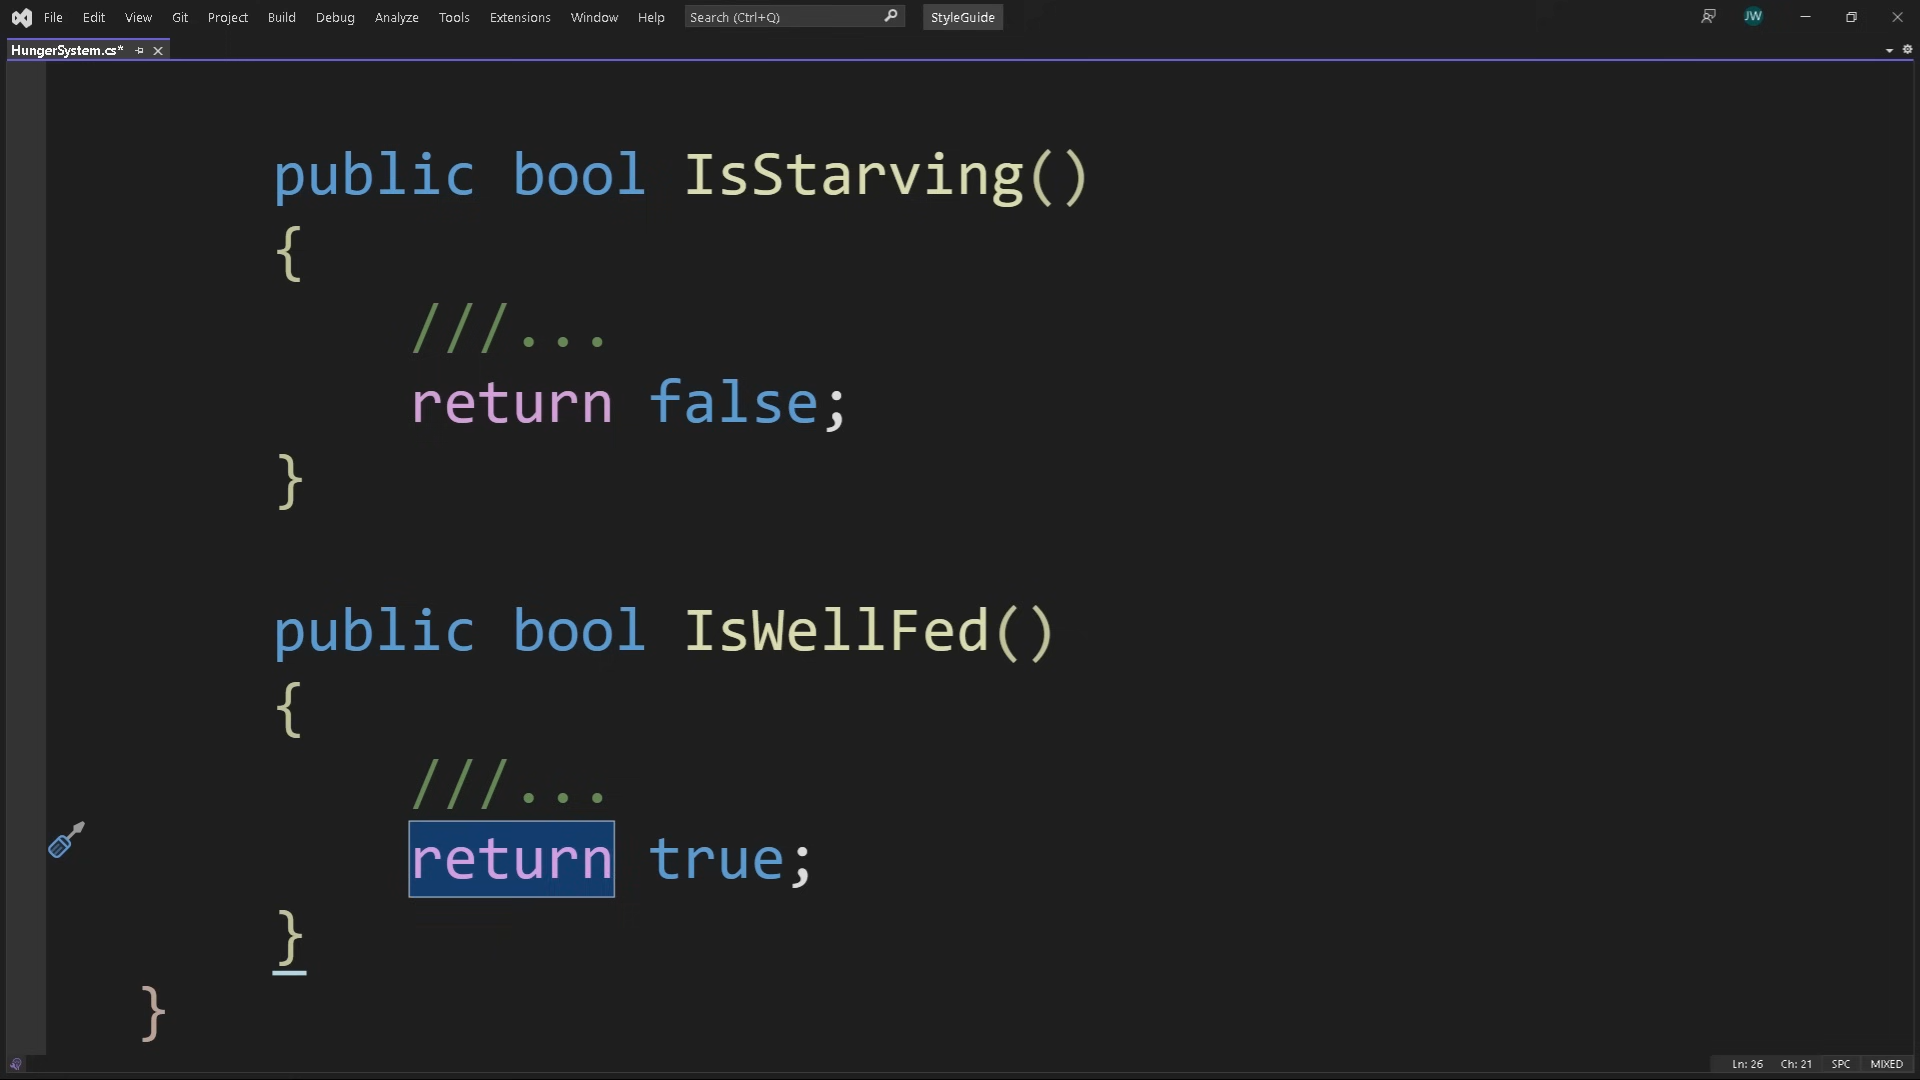 File Edit View Git Project Build Debug Analyze Tools Extensions Window Help Search (Ctrl+Q) StyleGuide JW
HungerSystem.cs*
public bool IsStarving()
{
///...
return false;
}
public bool IsWellFed()
{
///...
return true;
}
}
Ln: 26 Ch: 21 SPC MIXED